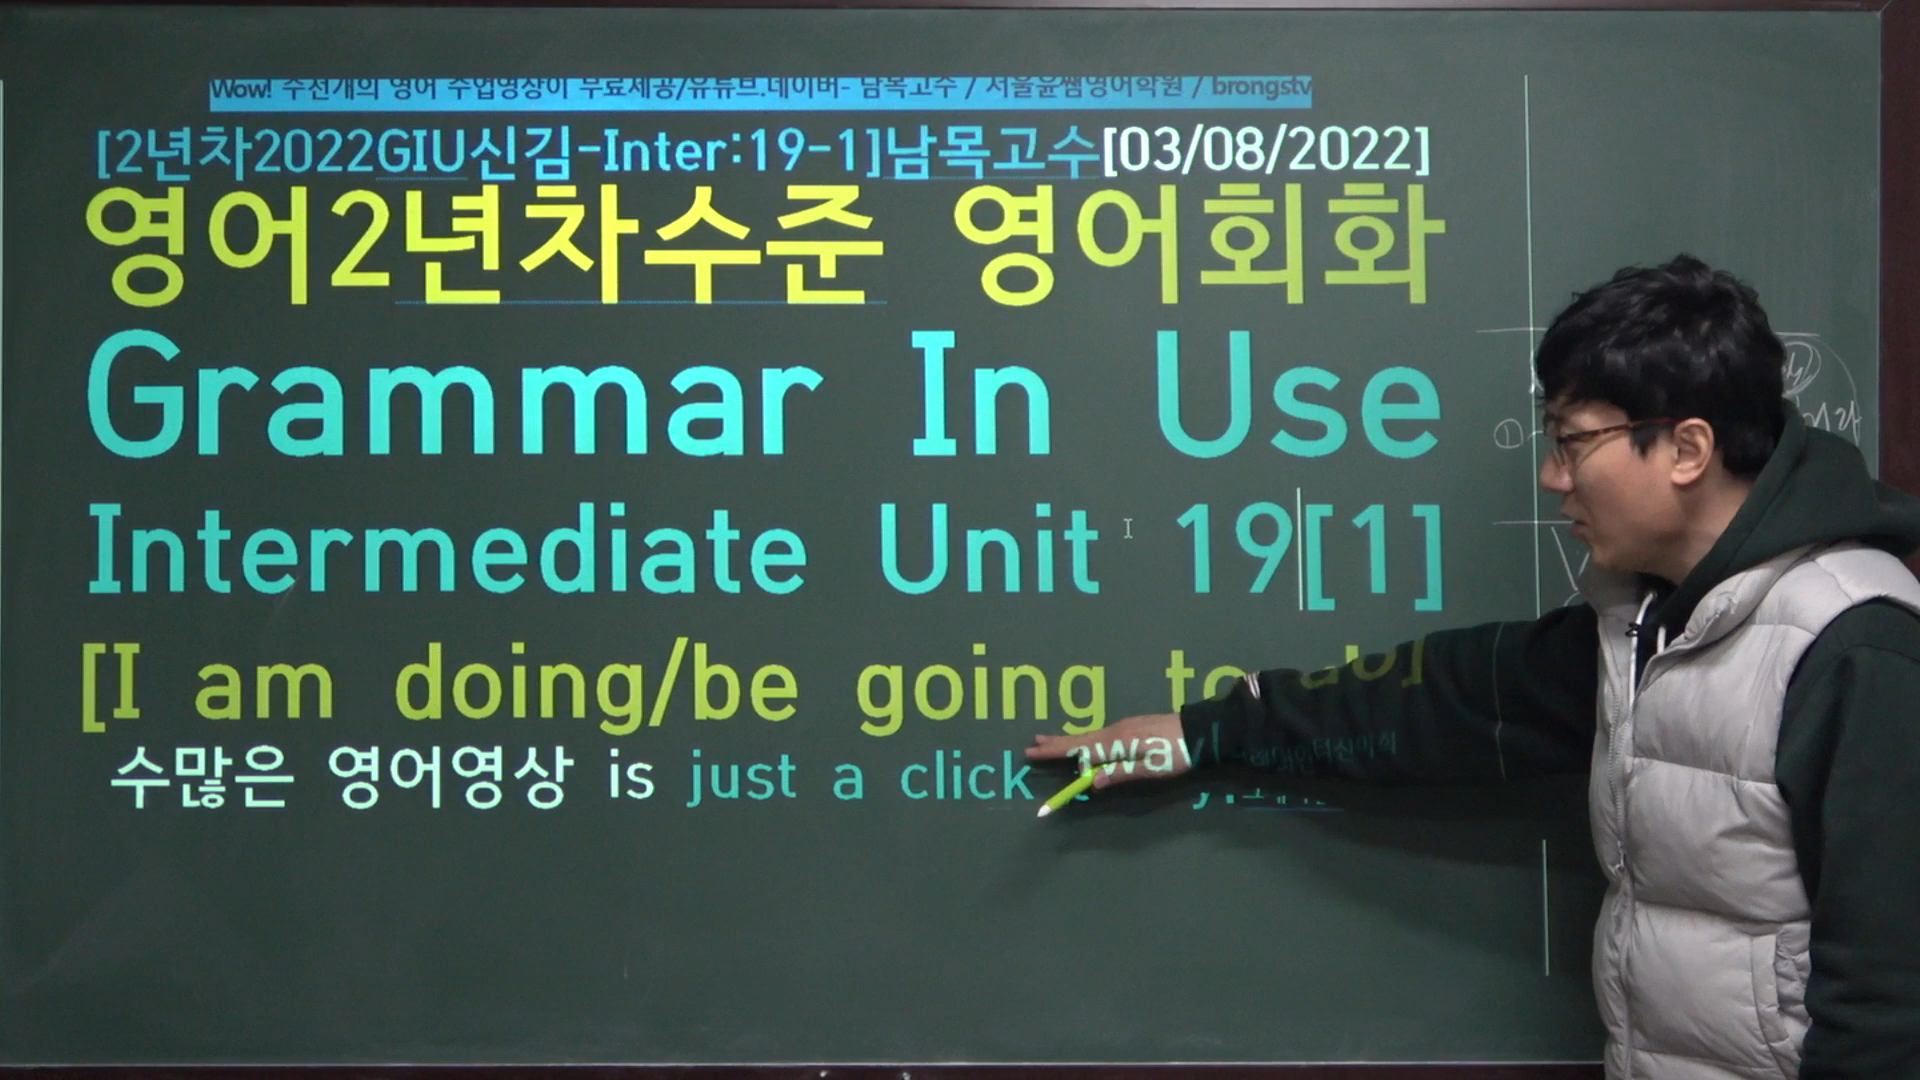 Wow! 수천개의 영어 수업영상이 무료제공/유튜브.네이버- 남목고수 / 서울윤쌤영어학원 / brongstv
[2년차2022GIU신김-Inter:19-1]남목고수[03/08/2022]
영어2년차수준 영어회화
Grammar In Use
Intermediate Unit 19[1]
[I am doing/be going to do]
수많은 영어영상 is just a click away!